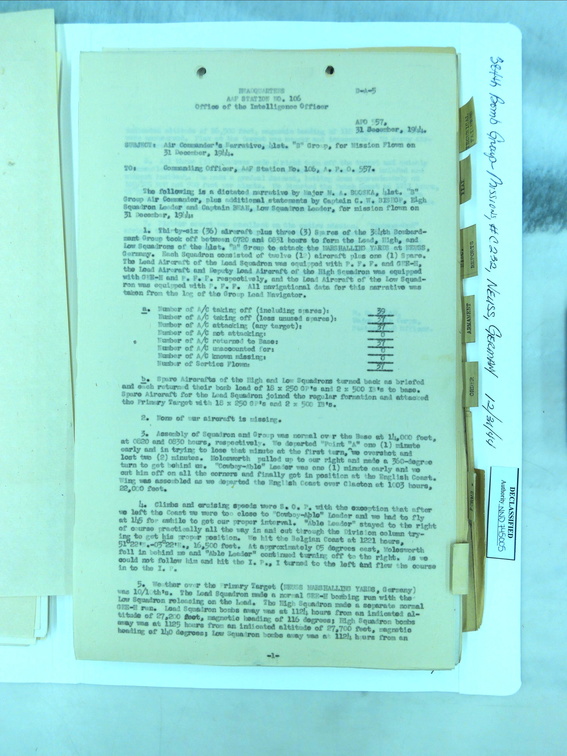 HEADQUARTERS
AAF STATION NO. 106
Office of the Intelligence Officer
S-A-5
APO 557.
31 December, 1944.
SUBJECT: Air Commander's Narrative, 41st. "B" Group, for Mission Flown on
31 December, 1944.
TO: Commanding Officer, AAF Station No. 106, A. P. O. 557.
The following is a dictated narrative by Major H. A. 41st. "B"
Group Air Commander, plus additional statements by Captain C. W. High
Squadron Leader and Captain BEAN, Low Squadron Leader, for mission flown on
31 December, 1944:
1. Thirty-six (36) aircraft plus three (3) Spares of the 384th Bombard-
ment Group took off between 0720 and 0831 hours to form the Lead, High, and
Low Squadrons of the 41st. "B" Group to attack the MARSHALLING YARDS at NEUSS
Germany. Each Squadron consisted of twelve (12) aircraft plus one (1) Spare.
The Lead Aircraft of the Lead Squadron was equipped with P. F. F. and GEE-H,
the Lead Aircraft and Deputy Lead Aircraft of the High Squadron was equipped
with GEE-H and P. F. F. respectively, and the Lead Aircraft of the Low Squad-
ron was equipped with P. F. F. All navigational data for this narrative was
taken from the log of the Group Lead Navigator.
a. Number of A/C taking off (including spares): 39
Number of A/C taking off (less unused spares): 37
Number of A/C attacking (any target): 37
Number of A/C not attacking: 0
Number of A/C returned to Base: 37
Number of A/C unaccounted for: 0
Number of A/C known missing: 0
Number of Sorties Flown: 37
b. Spare Aircrafts of the High and Low Squadrons turned back as briefed
and each returned their bomb load of 18 x 250 GP's and 2 x 500 IB's to base.
Spare Aircraft for the Lead Squadron joined the regular formation and attacked
the Primary Target with 18 x 250 GP's and 2 x 500 IB's.
2. None of our aircraft is missing.
3. Assembly of Squadron and Group was normal over the Base at 14,000 feet,
at 0820 and 0830 hours, respectively. We departed "Point "A" one (1) minute
early and in trying to lose that minute at the first turn, we overshot and
lost two (2) minutes. Molesworth pulled up to our right and made a 360-degree
turn to get behind us. "Cowboy-Able" Leader was one (1) minute early and we
cut him off on all the corners and finally got in position at the English Coast.
Wing was assembled as we departed the English Coast over Clacton at 1003 hours,
22,000 feet.
4. Climbs and cruising speeds were S. O. P. with the exception that after
we left the Coast we were too close to "Cowboy-Able" Leader and we had to fly
at 145 for awhile to get our proper interval. "Able Leader" stayed to the right
of course practically all the way in and cut through the Division column try-
ing to get his proper position. We hit the Belgian Coast at 1221 hours,
16,500 feet. At approximately 05 degrees east, Molesworth
fell in behind us and "Able Leader" continued turning off to the right. As we
could not follow him and hit the I. P., I turned to the left and flew the course
in to the I. P.
5. Weather over the Primary Target (NEUSS MARSHALLING YARDS, Germany)
was 10/10th's. The Lead Squadron made a normal GEE-H bombing run with the
Low Squadron releasing on the Lead. The High Squadron made a separate normal
GEE-H run. Lead Squadron bombs away was at 1124 hours from an indicated al-
titude of 27,200 feet, magnetic heading of 116 degrees; High Squadron bombs
away was at 1125 hours from an indicated altitude of 27,700 feet, magnetic
heading of 140 degrees; Low Squadron bombs away was at 1124 hours from an
-1-
384th Bomb Group Mission, #C232, NEUSS, GERMANY 12/31/44
DECLASSIFIED
Authority NND 745005